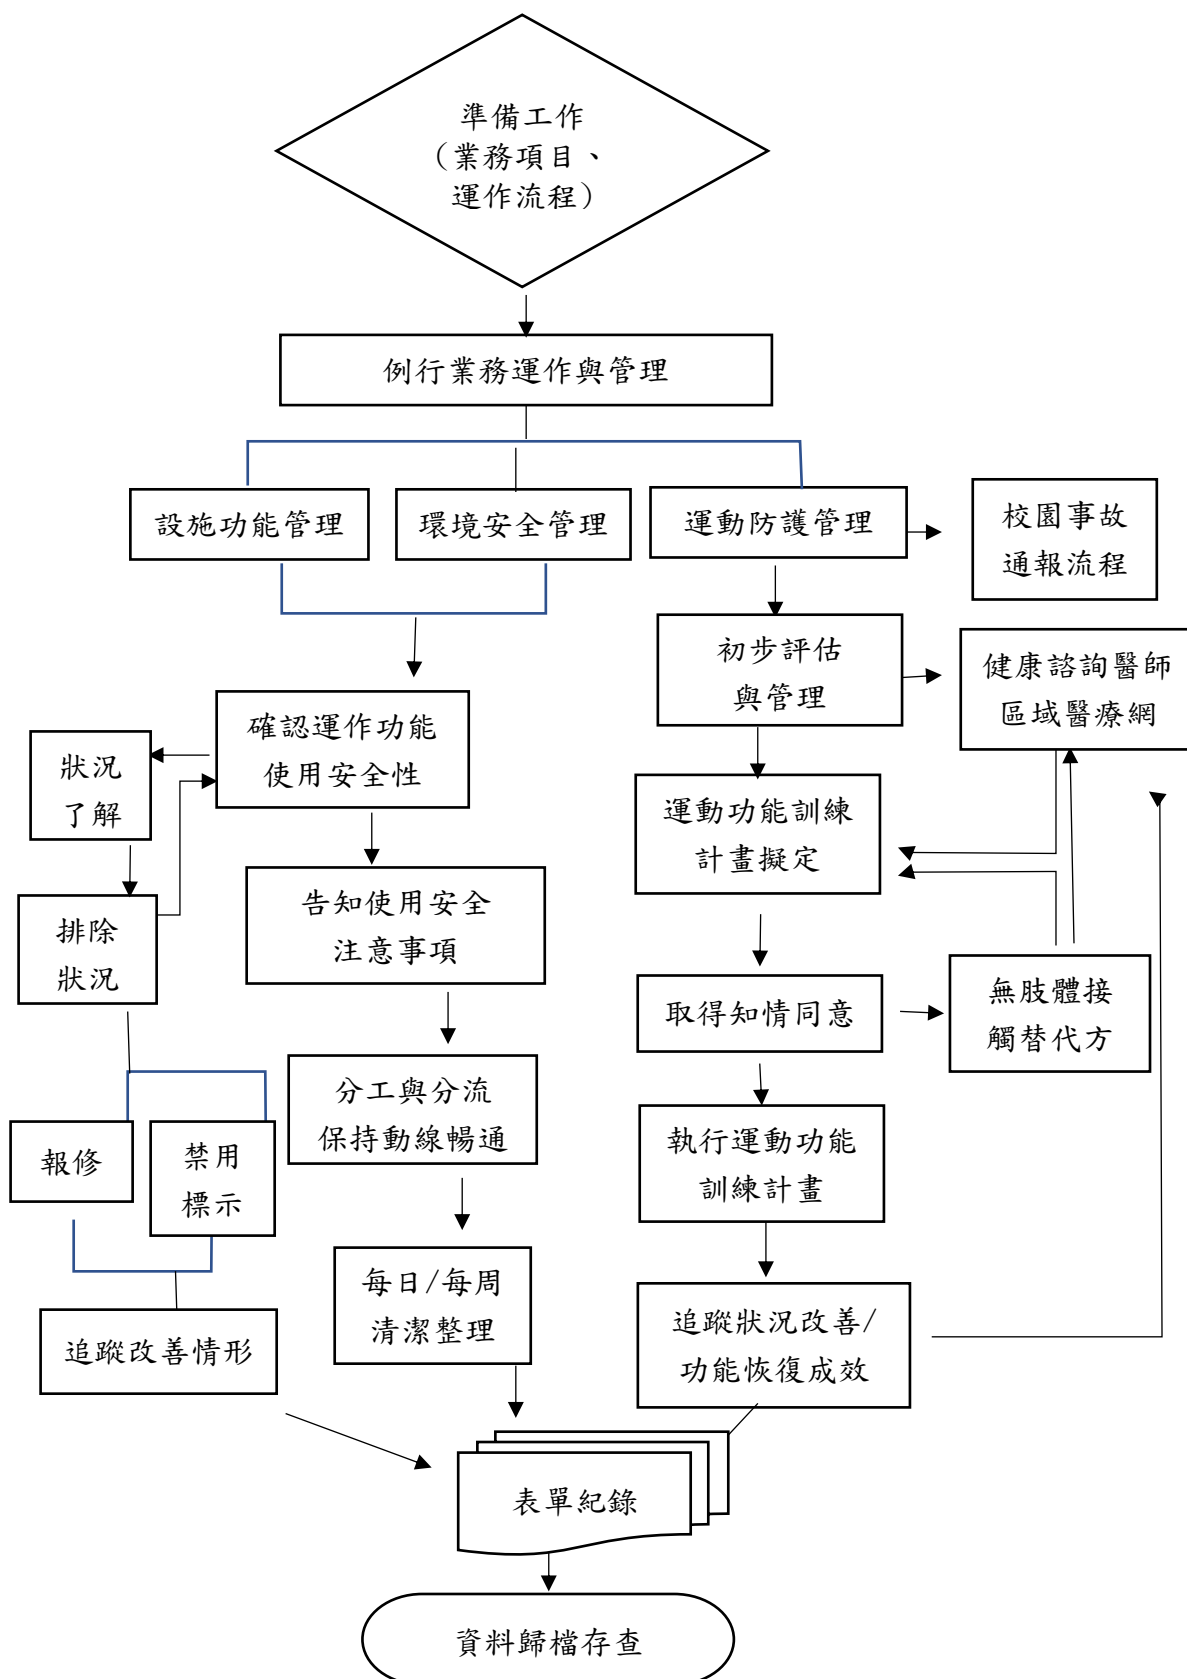 準備工作
（業務項目、
運作流程）
例行業務運作與管理
設施功能管理
環境安全管理
運動防護管理
校園事故
通報流程
初步評估
與管理
健康諮詢醫師
區域醫療網
確認運作功能
使用安全性
狀況
了解
運動功能訓練
計畫擬定
告知使用安全
注意事項
排除
狀況
取得知情同意
無肢體接
觸替代方
分工與分流
保持動線暢通
報修
禁用
標示
執行運動功能
訓練計畫
每日/每周
清潔整理
追蹤改善情形
追蹤狀況改善/
功能恢復成效
表單紀錄
資料歸檔存查